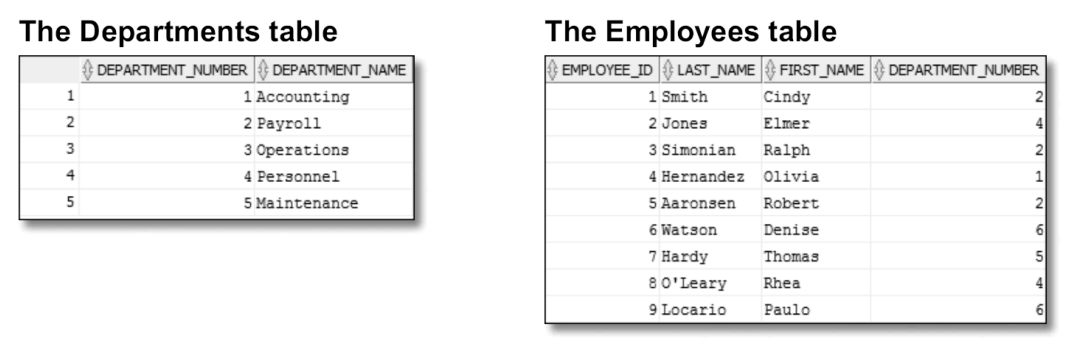 The Departments table
DEPARTMENT_NUMBER DEPARTMENT_NAME
1 1 Accounting
2 2 Payroll
3 3 Operations
4 4 Personnel
5 5 Maintenance
The Employees table
EMPLOYEE_ID LAST_NAME FIRST_NAME DEPARTMENT_NUMBER
1 Smith Cindy 2
2 Jones Elmer 4
3 Simonian Ralph 2
4 Hernandez Olivia 1
5 Aaronsen Robert 2
6 Watson Denise 6
7 Hardy Thomas 5
8 O'Leary Rhea 4
9 Locario Paulo 6